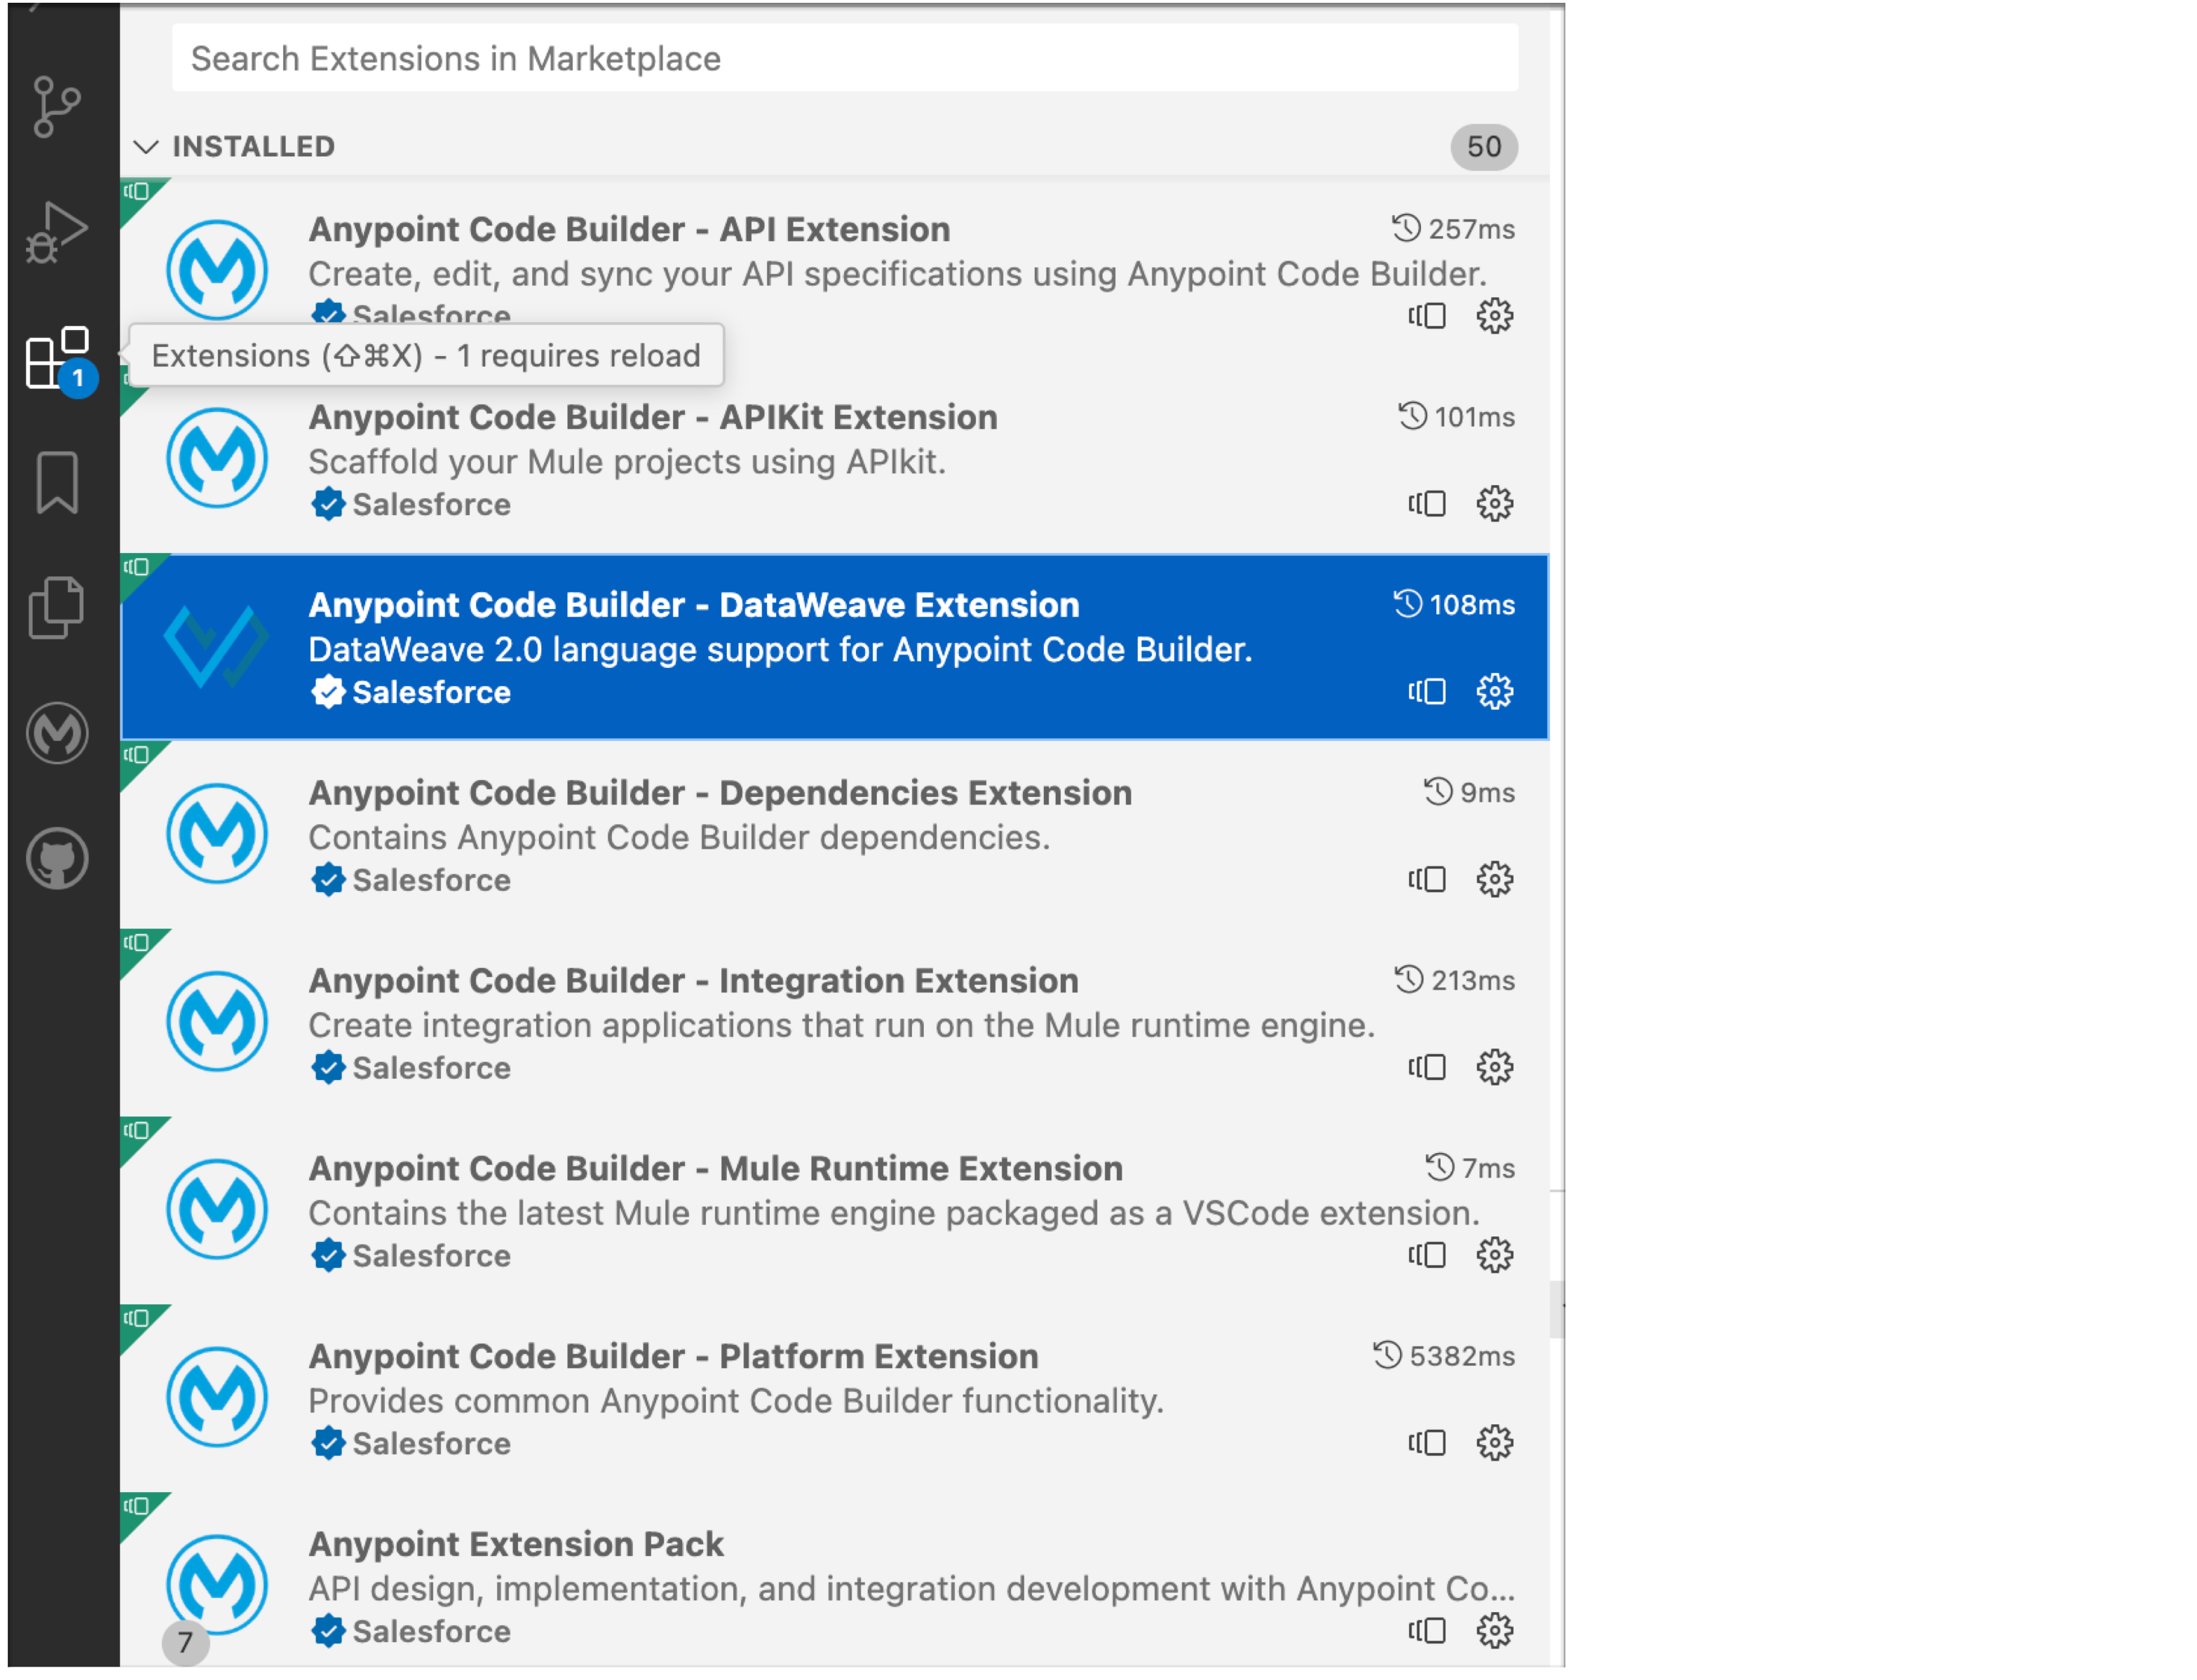 Search Extensions in Marketplace
INSTALLED 50
Anypoint Code Builder - API Extension 257ms
Create, edit, and sync your API specifications using Anypoint Code Builder.
Salesforce
Extensions (⇧⌘X) - 1 requires reload
1
Anypoint Code Builder - APIKit Extension 101ms
Scaffold your Mule projects using APIkit.
Salesforce
Anypoint Code Builder - DataWeave Extension 108ms
DataWeave 2.0 language support for Anypoint Code Builder.
Salesforce
Anypoint Code Builder - Dependencies Extension 9ms
Contains Anypoint Code Builder dependencies.
Salesforce
Anypoint Code Builder - Integration Extension 213ms
Create integration applications that run on the Mule runtime engine.
Salesforce
Anypoint Code Builder - Mule Runtime Extension 7ms
Contains the latest Mule runtime engine packaged as a VSCode extension.
Salesforce
Anypoint Code Builder - Platform Extension 5382ms
Provides common Anypoint Code Builder functionality.
Salesforce
Anypoint Extension Pack
API design, implementation, and integration development with Anypoint Co...
Salesforce
7